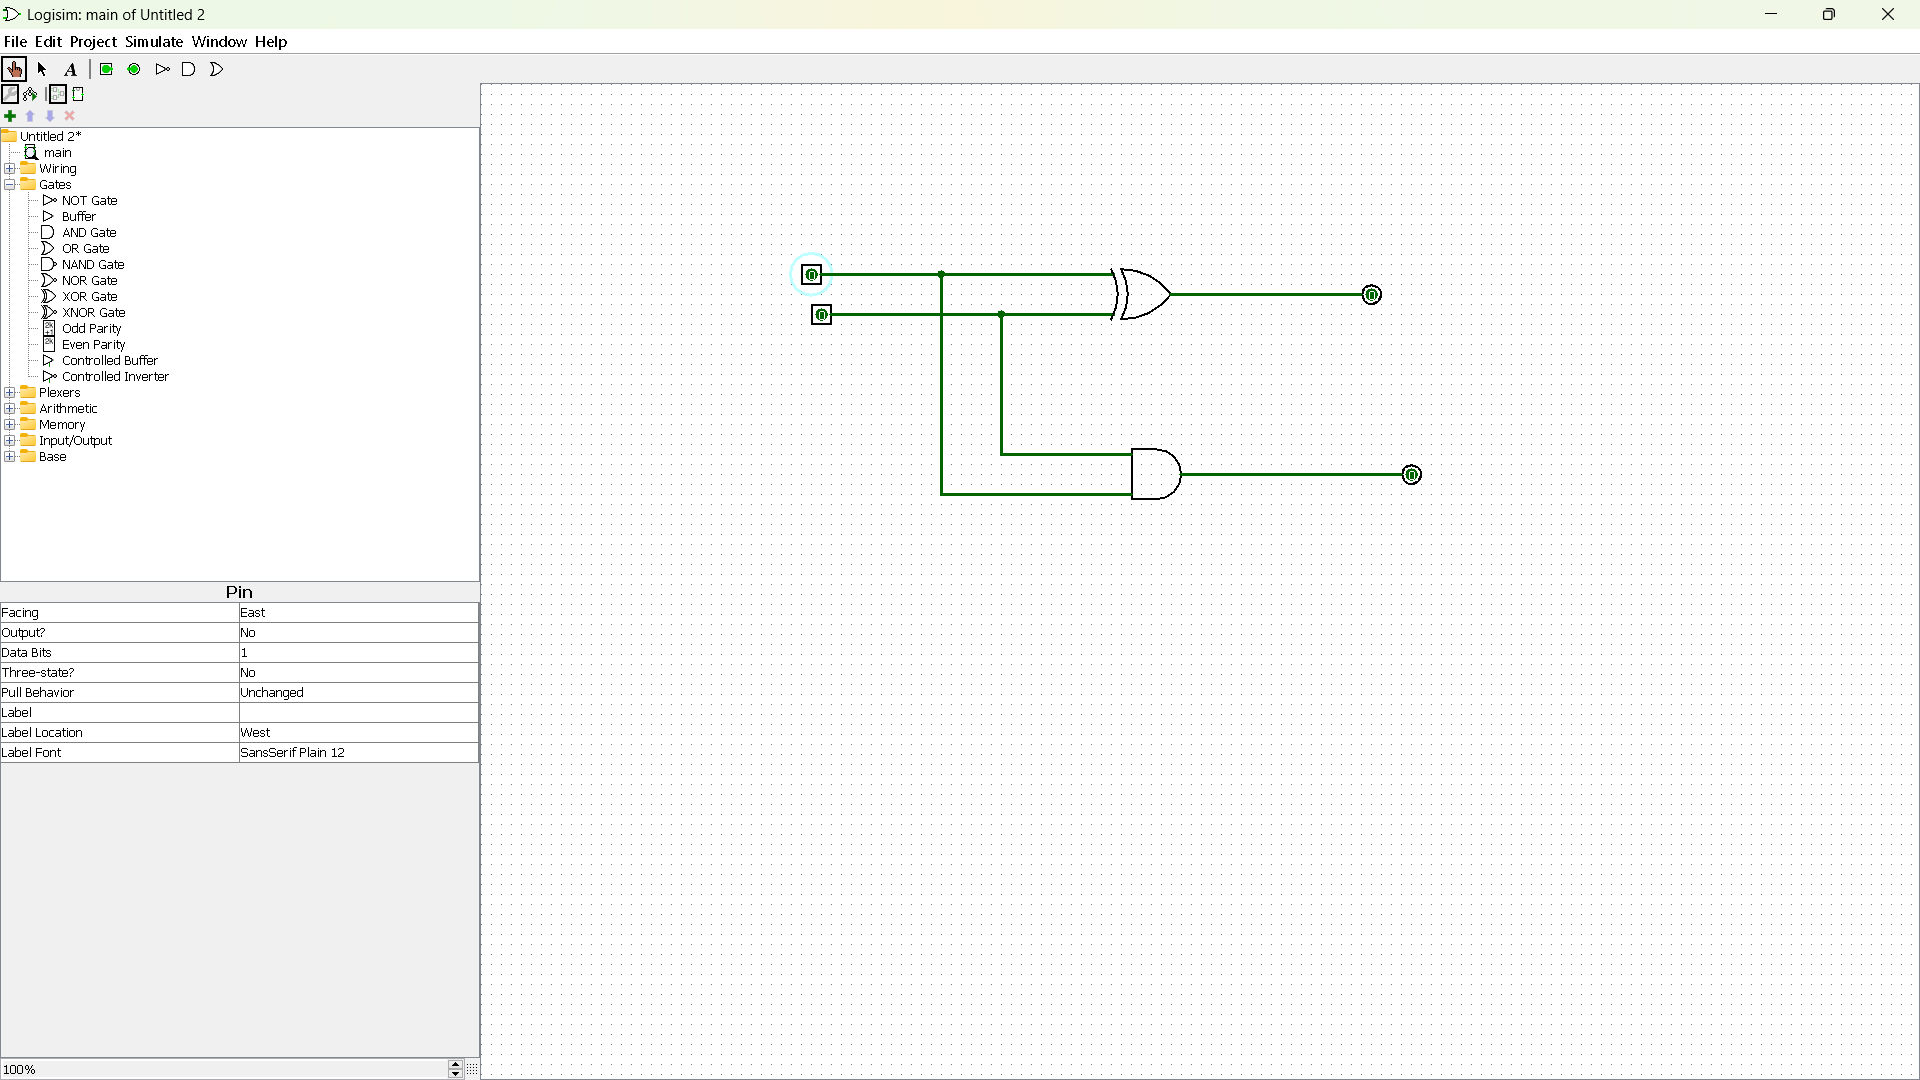 Logisim: main of Untitled 2
File Edit Project Simulate Window Help
A
Untitled 2*
main
Wiring
Gates
NOT Gate
Buffer
AND Gate
OR Gate
NAND Gate
NOR Gate
XOR Gate
XNOR Gate
Odd Parity
Even Parity
Controlled Buffer
Controlled Inverter
Plexers
Arithmetic
Memory
Input/Output
Base
Pin
Facing East
Output? No
Data Bits 1
Three-state? No
Pull Behavior Unchanged
Label
Label Location West
Label Font SansSerif Plain 12
100%
0
0
0
0